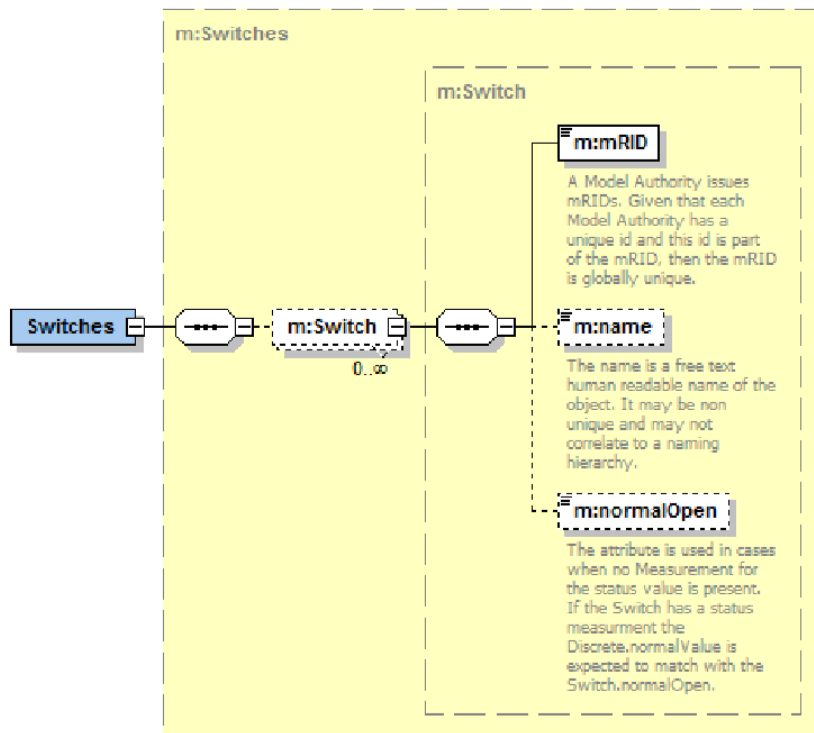 m:Switches
m:Switch
m:mRID
A Model Authority issues
mRIDs. Given that each
Model Authority has a
unique id and this id is part
of the mRID, then the mRID
is globally unique.
Switches
m:Switch
0..∞
m:name
The name is a free text
human readable name of the
object. It may be non
unique and may not
correlate to a naming
hierarchy.
m:normalOpen
The attribute is used in cases
when no Measurement for
the status value is present.
If the Switch has a status
measurment the
Discrete.normalValue is
expected to match with the
Switch.normalOpen.